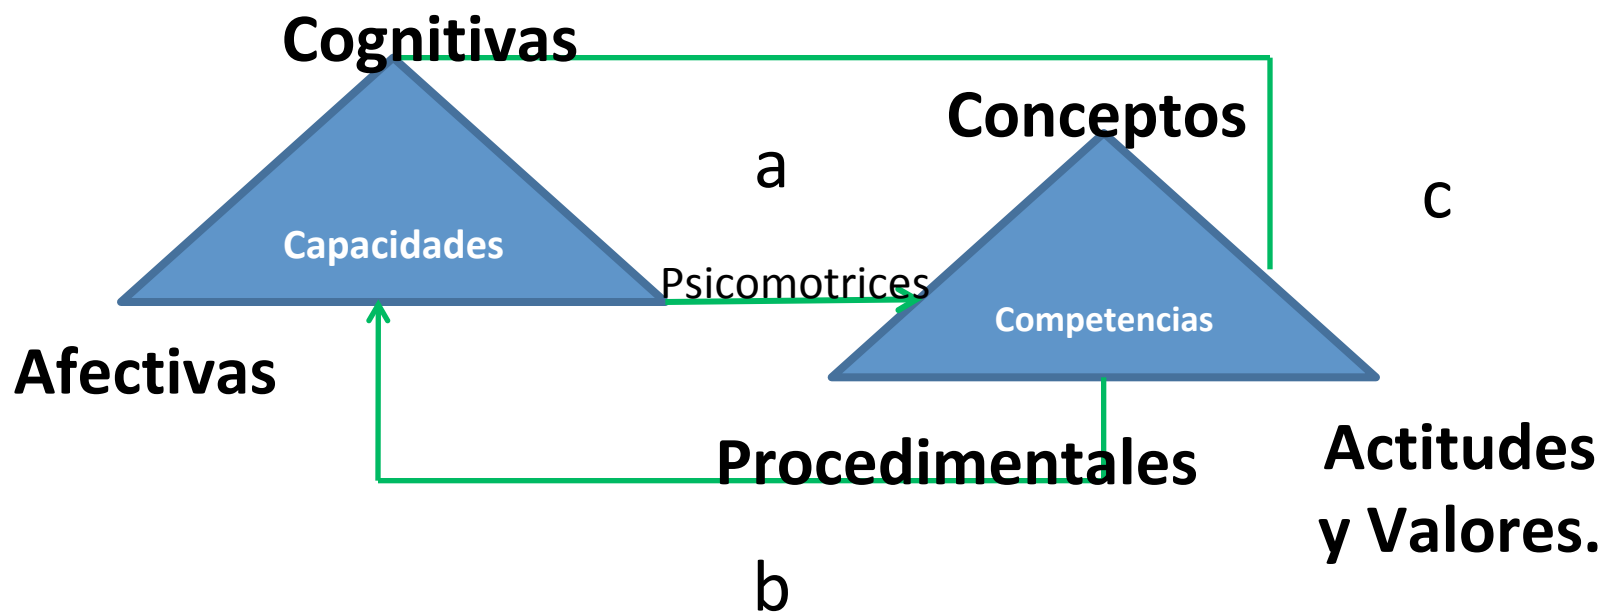 Cognitivas
Conceptos
a
c
Capacidades
Psicomotrices
Competencias
Afectivas
Procedimentales
Actitudes
y Valores.
b